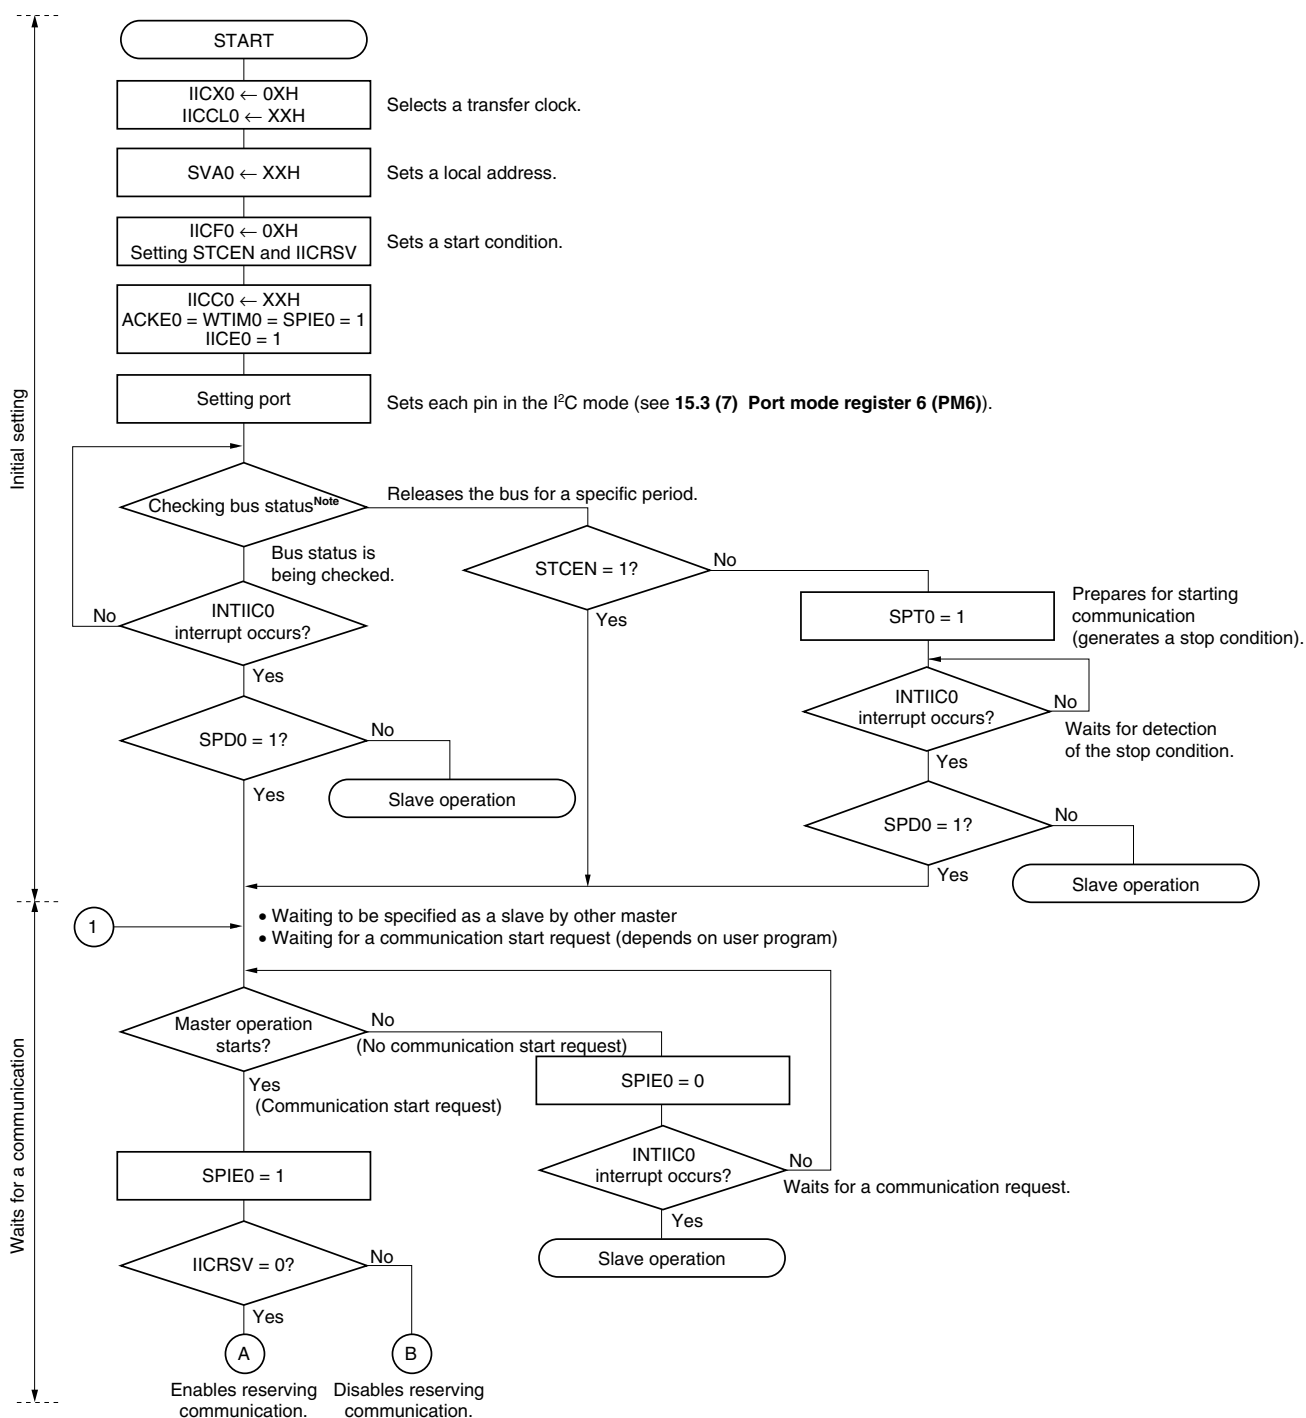 START
IICX0 ← 0XH
IICCL0 ← XXH
Selects a transfer clock.
SVA0 ← XXH
Sets a local address.
IICF0 ← 0XH
Setting STCEN and IICRSV
Sets a start condition.
IICC0 ← XXH
ACKE0 = WTIM0 = SPIE0 = 1
IICE0 = 1
Setting port
Sets each pin in the I²C mode (see 15.3 (7) Port mode register 6 (PM6)).
Initial setting
Checking bus statusNote
Releases the bus for a specific period.
Bus status is
being checked.
STCEN = 1?
No
Yes
SPT0 = 1
Prepares for starting
communication
(generates a stop condition).
INTIIC0
interrupt occurs?
No
Yes
INTIIC0
interrupt occurs?
No
Waits for detection
of the stop condition.
Yes
SPD0 = 1?
No
Slave operation
Yes
SPD0 = 1?
No
Slave operation
Yes
1
• Waiting to be specified as a slave by other master
• Waiting for a communication start request (depends on user program)
Waits for a communication
Master operation
starts?
No
(No communication start request)
Yes
(Communication start request)
SPIE0 = 0
INTIIC0
interrupt occurs?
No
Waits for a communication request.
Yes
Slave operation
SPIE0 = 1
IICRSV = 0?
No
Yes
A
B
Enables reserving
communication.
Disables reserving
communication.